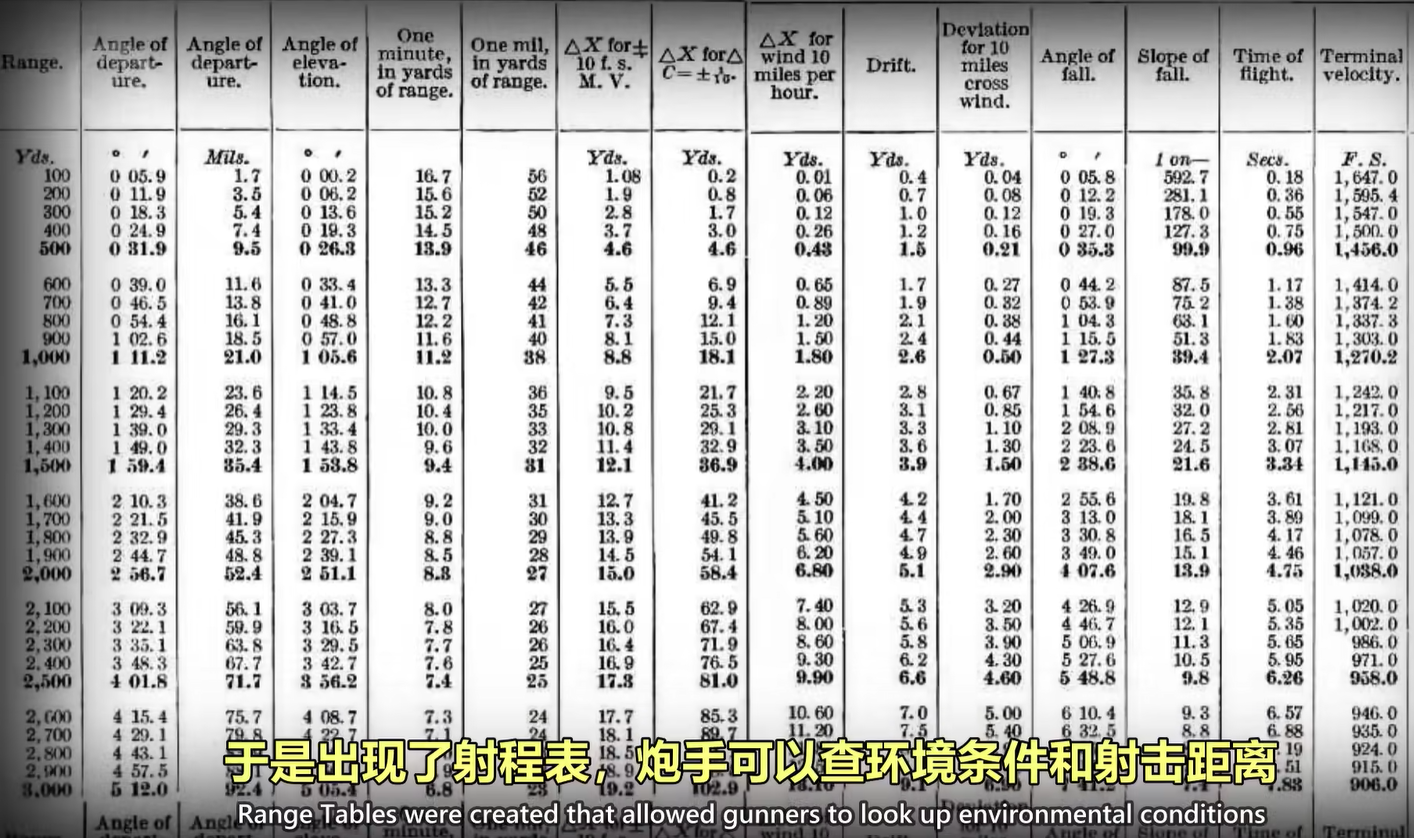 Range. Angle of depart-ure. Angle of depart-ure. Angle of eleva-tion. One minute, in yards of range. One mil, in yards of range. △X for± 10 f. s. M. V. △X for△ C=±⅒. △X for wind 10 miles per hour. Drift. Deviation for 10 miles cross wind. Angle of fall. Slope of fall. Time of flight. Terminal velocity.
Yds. ° ′ Mils. ° ′ Yds. Yds. Yds. Yds. Yds. ° ′ 1 on— Secs. F. S.
100 0 05.9 1.7 0 00.2 16.7 56 1.08 0.2 0.01 0.4 0.04 0 05.8 592.7 0.18 1,647.0
200 0 11.9 3.5 0 06.2 15.6 52 1.9 0.8 0.06 0.7 0.08 0 12.2 281.1 0.36 1,595.4
300 0 18.3 5.4 0 13.6 15.2 50 2.8 1.7 0.12 1.0 0.12 0 19.3 178.0 0.55 1,547.0
400 0 24.9 7.4 0 19.3 14.5 48 3.7 3.0 0.26 1.2 0.16 0 27.0 127.3 0.75 1,500.0
500 0 31.9 9.5 0 26.3 13.9 46 4.6 4.6 0.43 1.5 0.21 0 35.3 99.9 0.96 1,456.0
600 0 39.0 11.6 0 33.4 13.3 44 5.5 6.9 0.65 1.7 0.27 0 44.2 87.5 1.17 1,414.0
700 0 46.5 13.8 0 41.0 12.7 42 6.4 9.4 0.89 1.9 0.32 0 53.9 75.2 1.38 1,374.2
800 0 54.4 16.1 0 48.8 12.2 41 7.3 12.1 1.20 2.1 0.38 1 04.3 63.1 1.60 1,337.3
900 1 02.6 18.5 0 57.0 11.6 40 8.1 15.0 1.50 2.4 0.44 1 15.5 51.3 1.83 1,303.0
1,000 1 11.2 21.0 1 05.6 11.2 38 8.8 18.1 1.80 2.6 0.50 1 27.3 39.4 2.07 1,270.2
1,100 1 20.2 23.6 1 14.5 10.8 36 9.5 21.7 2.20 2.8 0.67 1 40.8 35.8 2.31 1,242.0
1,200 1 29.4 26.4 1 23.8 10.4 35 10.2 25.3 2.60 3.1 0.85 1 54.6 32.0 2.56 1,217.0
1,300 1 39.0 29.3 1 33.4 10.0 33 10.8 29.1 3.10 3.3 1.10 2 08.9 27.2 2.81 1,193.0
1,400 1 49.0 32.3 1 43.8 9.6 32 11.4 32.9 3.50 3.6 1.30 2 23.6 24.5 3.07 1,168.0
1,500 1 59.4 35.4 1 53.8 9.4 31 12.1 36.9 4.00 3.9 1.50 2 38.6 21.6 3.34 1,145.0
1,600 2 10.3 38.6 2 04.7 9.2 31 12.7 41.2 4.50 4.2 1.70 2 55.6 19.8 3.61 1,121.0
1,700 2 21.5 41.9 2 15.9 9.0 30 13.3 45.5 5.10 4.4 2.00 3 13.0 18.1 3.89 1,099.0
1,800 2 32.9 45.3 2 27.3 8.8 29 13.9 49.8 5.60 4.7 2.30 3 30.8 16.5 4.17 1,078.0
1,900 2 44.7 48.8 2 39.1 8.5 28 14.5 54.1 6.20 4.9 2.60 3 49.0 15.1 4.46 1,057.0
2,000 2 56.7 52.4 2 51.1 8.3 27 15.0 58.4 6.80 5.1 2.90 4 07.6 13.9 4.75 1,038.0
2,100 3 09.3 56.1 3 03.7 8.0 27 15.5 62.9 7.40 5.3 3.20 4 26.9 12.9 5.05 1,020.0
2,200 3 22.1 59.9 3 16.5 7.8 26 16.0 67.4 8.00 5.6 3.50 4 46.7 12.1 5.35 1,002.0
2,300 3 35.1 63.8 3 29.5 7.7 26 16.4 71.9 8.60 5.8 3.90 5 06.9 11.3 5.65 986.0
2,400 3 48.3 67.7 3 42.7 7.6 25 16.9 76.5 9.30 6.2 4.30 5 27.6 10.5 5.95 971.0
2,500 4 01.8 71.7 3 56.2 7.4 25 17.3 81.0 9.90 6.6 4.60 5 48.8 9.8 6.26 958.0
2,600 4 15.4 75.7 4 08.7 7.3 24 17.7 85.3 10.60 7.0 5.00 6 10.4 9.3 6.57 946.0
2,700 4 29.1 79.8 4 22.7 7.1 24 18.1 89.7 11.20 7.5 5.40 6 32.5 8.8 6.88 935.0
2,800 4 43.1 924.0
2,900 4 57.5 915.0
3,000 5 12.0 92.4 5 05.4 6.8 23 19.2 102.9 906.0
于是出现了射程表，炮手可以查环境条件和射击距离
Range Tables were created that allowed gunners to look up environmental conditions